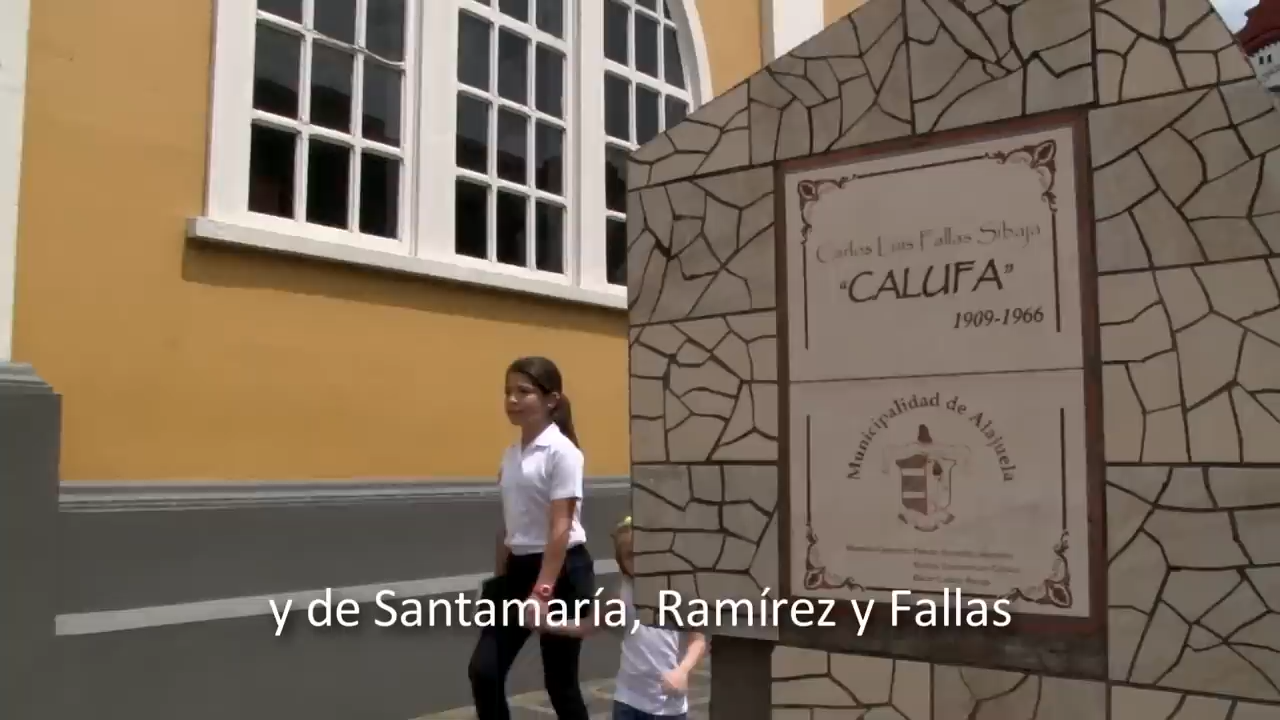 Carlos Luis Fallas Sibaja
"CALUFA"
1909-1966
Municipalidad de Alajuela
y de Santamaría, Ramírez y Fallas